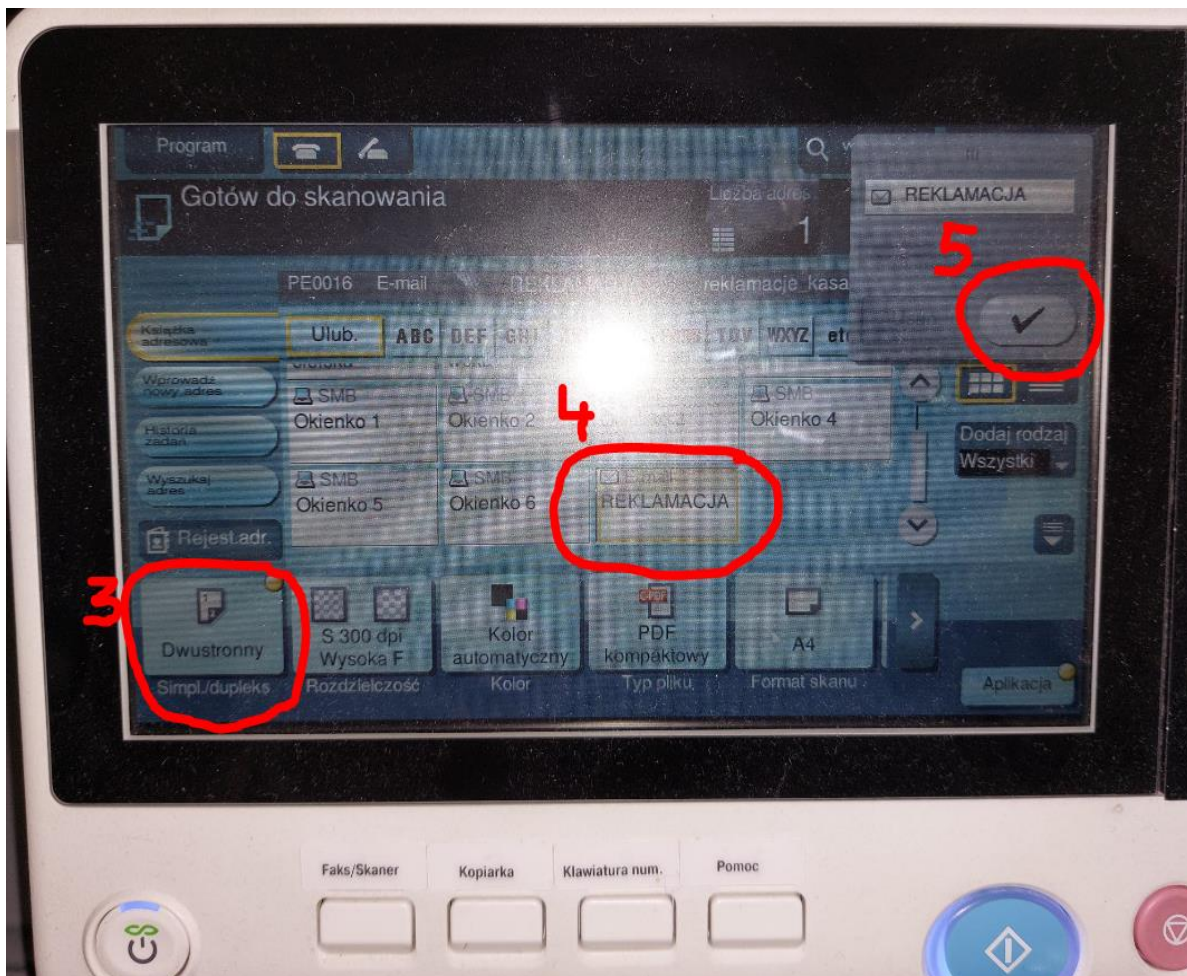 Program
Gotów do skanowania
Liczba adres
1
REKLAMACJA
5
PE0016 E-mail
reklamacje_kasa
Książka
adresowa
Ulub. ABC DEF GHI TUV WXYZ etc
Wprowadź
nowy adres
SMB
Okienko 1
SMB
Okienko 2
4
SMB
Okienko 4
Historia
zadań
Dodaj rodzaj
Wszystki
Wyszukaj
adres
SMB
Okienko 5
SMB
Okienko 6
E-mail
REKLAMACJA
Rejest.adr.
3
Dwustronny
Simpl./dupleks
S 300 dpi
Wysoka F
Rozdzielczość
Kolor
automatyczny
Kolor
PDF
kompaktowy
Typ pliku
A4
Format skanu
Aplikacja
Faks/Skaner
Kopiarka
Klawiatura num.
Pomoc